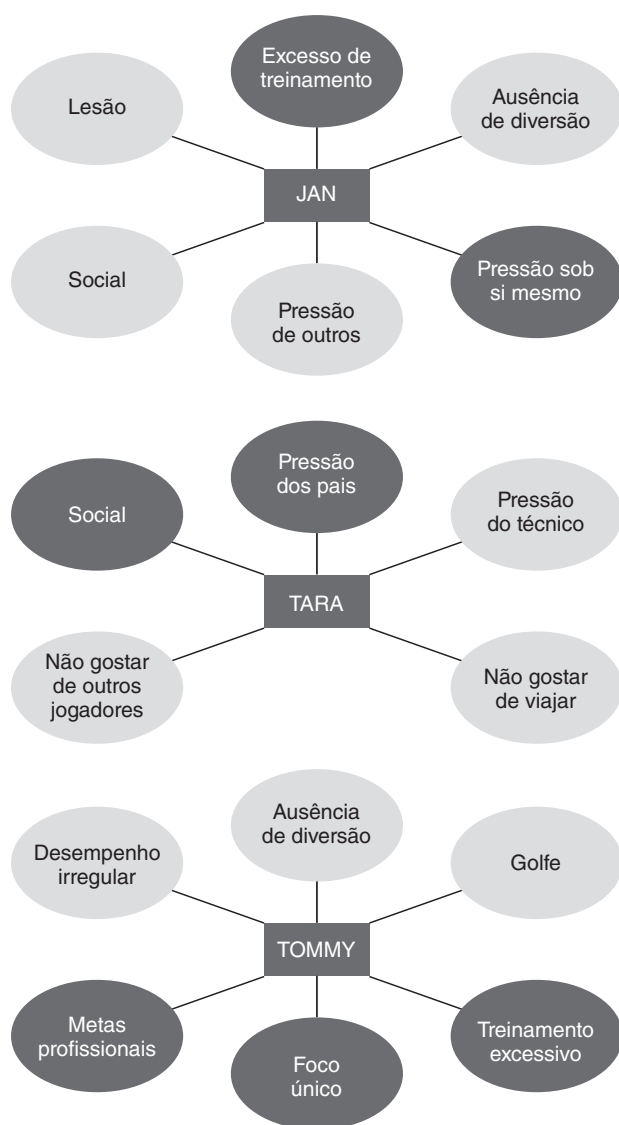 Excesso de
treinamento
Lesão
Ausência
de diversão
JAN
Social
Pressão
de outros
Pressão sob
si mesmo
Pressão
dos pais
Social
Pressão
do técnico
TARA
Não gostar
de outros
jogadores
Não gostar
de viajar
Ausência
de diversão
Desempenho
irregular
Golfe
TOMMY
Metas
profissionais
Foco
único
Treinamento
excessivo